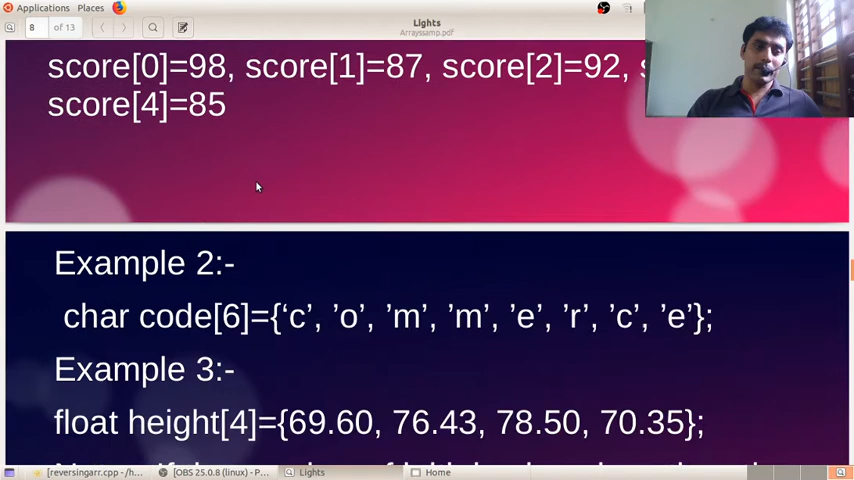 Applications Places
8 of 13
Lights
Arrayssamp.pdf
score[0]=98, score[1]=87, score[2]=92,
score[4]=85
Example 2:-
char code[6]={‘c’, ’o’, ’m’, ’m’, ’e’, ’r’, ’c’, ’e’};
Example 3:-
float height[4]={69.60, 76.43, 78.50, 70.35};
[reversingarr.cpp - /h... [OBS 25.0.8 (linux) - P... Lights Home